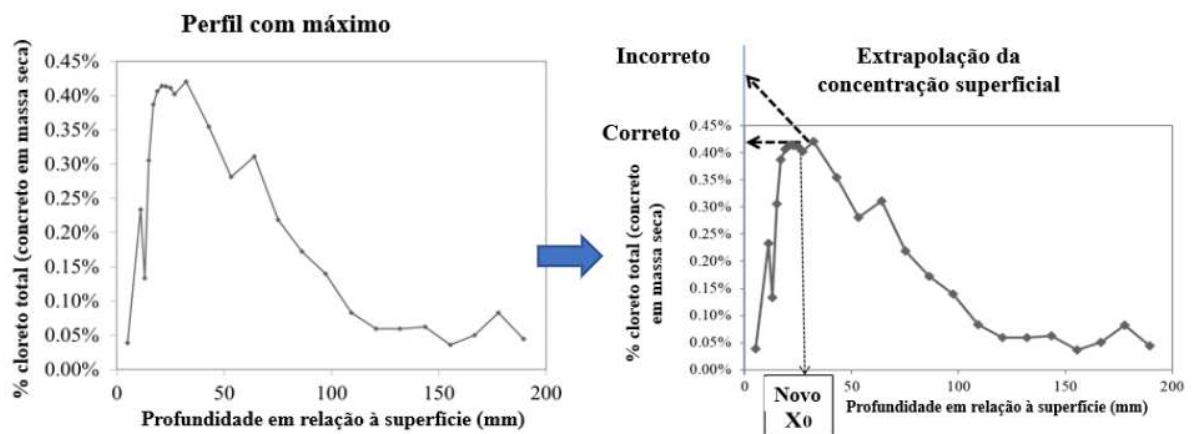 Perfil com máximo
% cloreto total (concreto em massa seca)
0.45%
0.40%
0.35%
0.30%
0.25%
0.20%
0.15%
0.10%
0.05%
0.00%
0
50
100
150
200
Profundidade em relação à superfície (mm)
Incorreto
Extrapolação da
concentração superficial
Correto
% cloreto total (concreto
em massa seca)
0.45%
0.40%
0.35%
0.30%
0.25%
0.20%
0.15%
0.10%
0.05%
0.00%
0
50
100
150
200
Novo
X0
Profundidade em relação à superfície (mm)